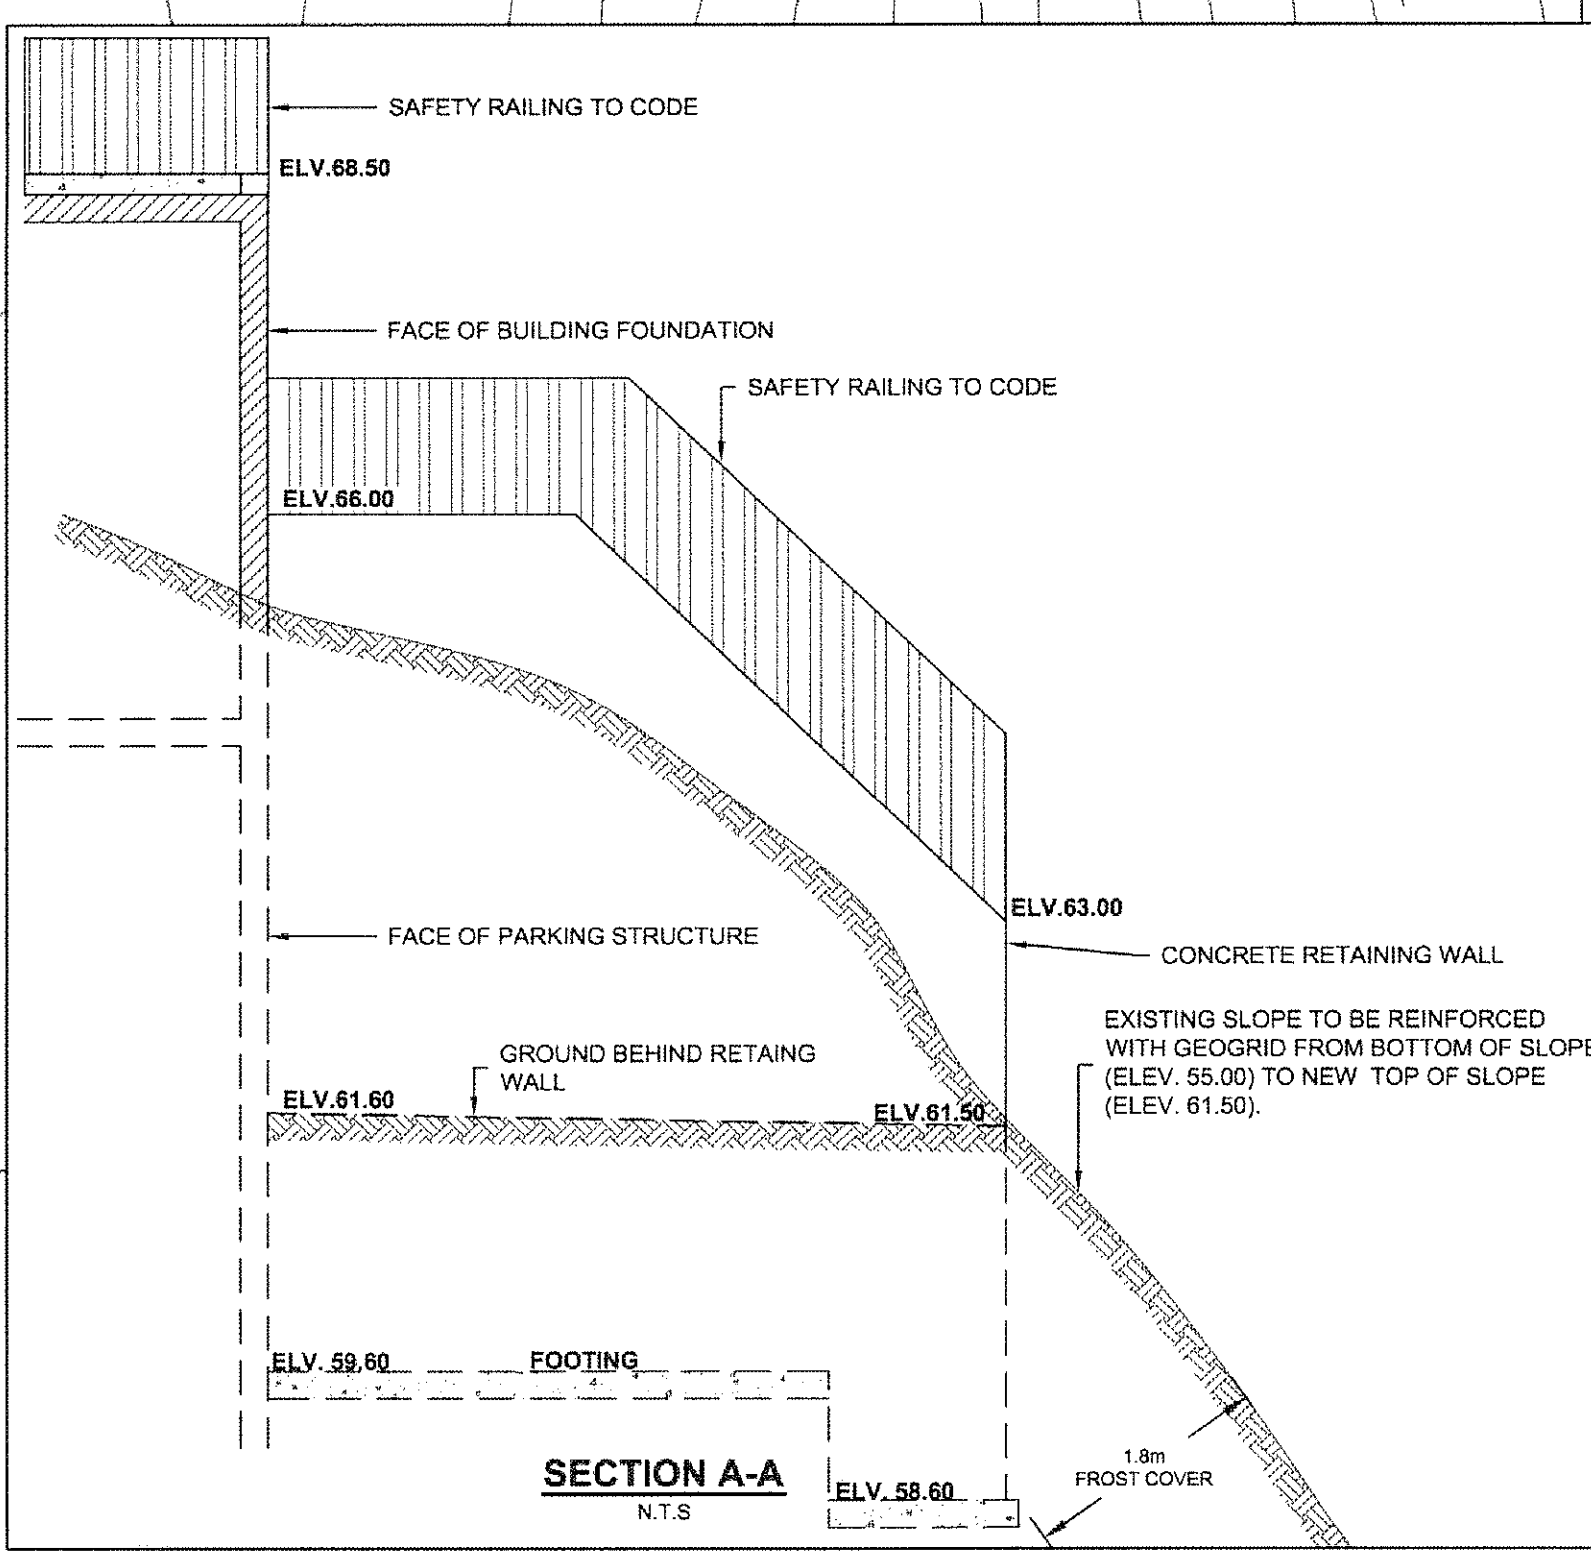 SAFETY RAILING TO CODE
ELV.68.50
FACE OF BUILDING FOUNDATION
SAFETY RAILING TO CODE
ELV.66.00
ELV.63.00
FACE OF PARKING STRUCTURE
CONCRETE RETAINING WALL
EXISTING SLOPE TO BE REINFORCED
WITH GEOGRID FROM BOTTOM OF SLOPE
(ELEV. 55.00) TO NEW TOP OF SLOPE
(ELEV. 61.50).
GROUND BEHIND RETAING
WALL
ELV.61.60
ELV.61.50
ELV. 59.60
FOOTING
1.8m
FROST COVER
SECTION A-A
N.T.S
ELV. 58.60